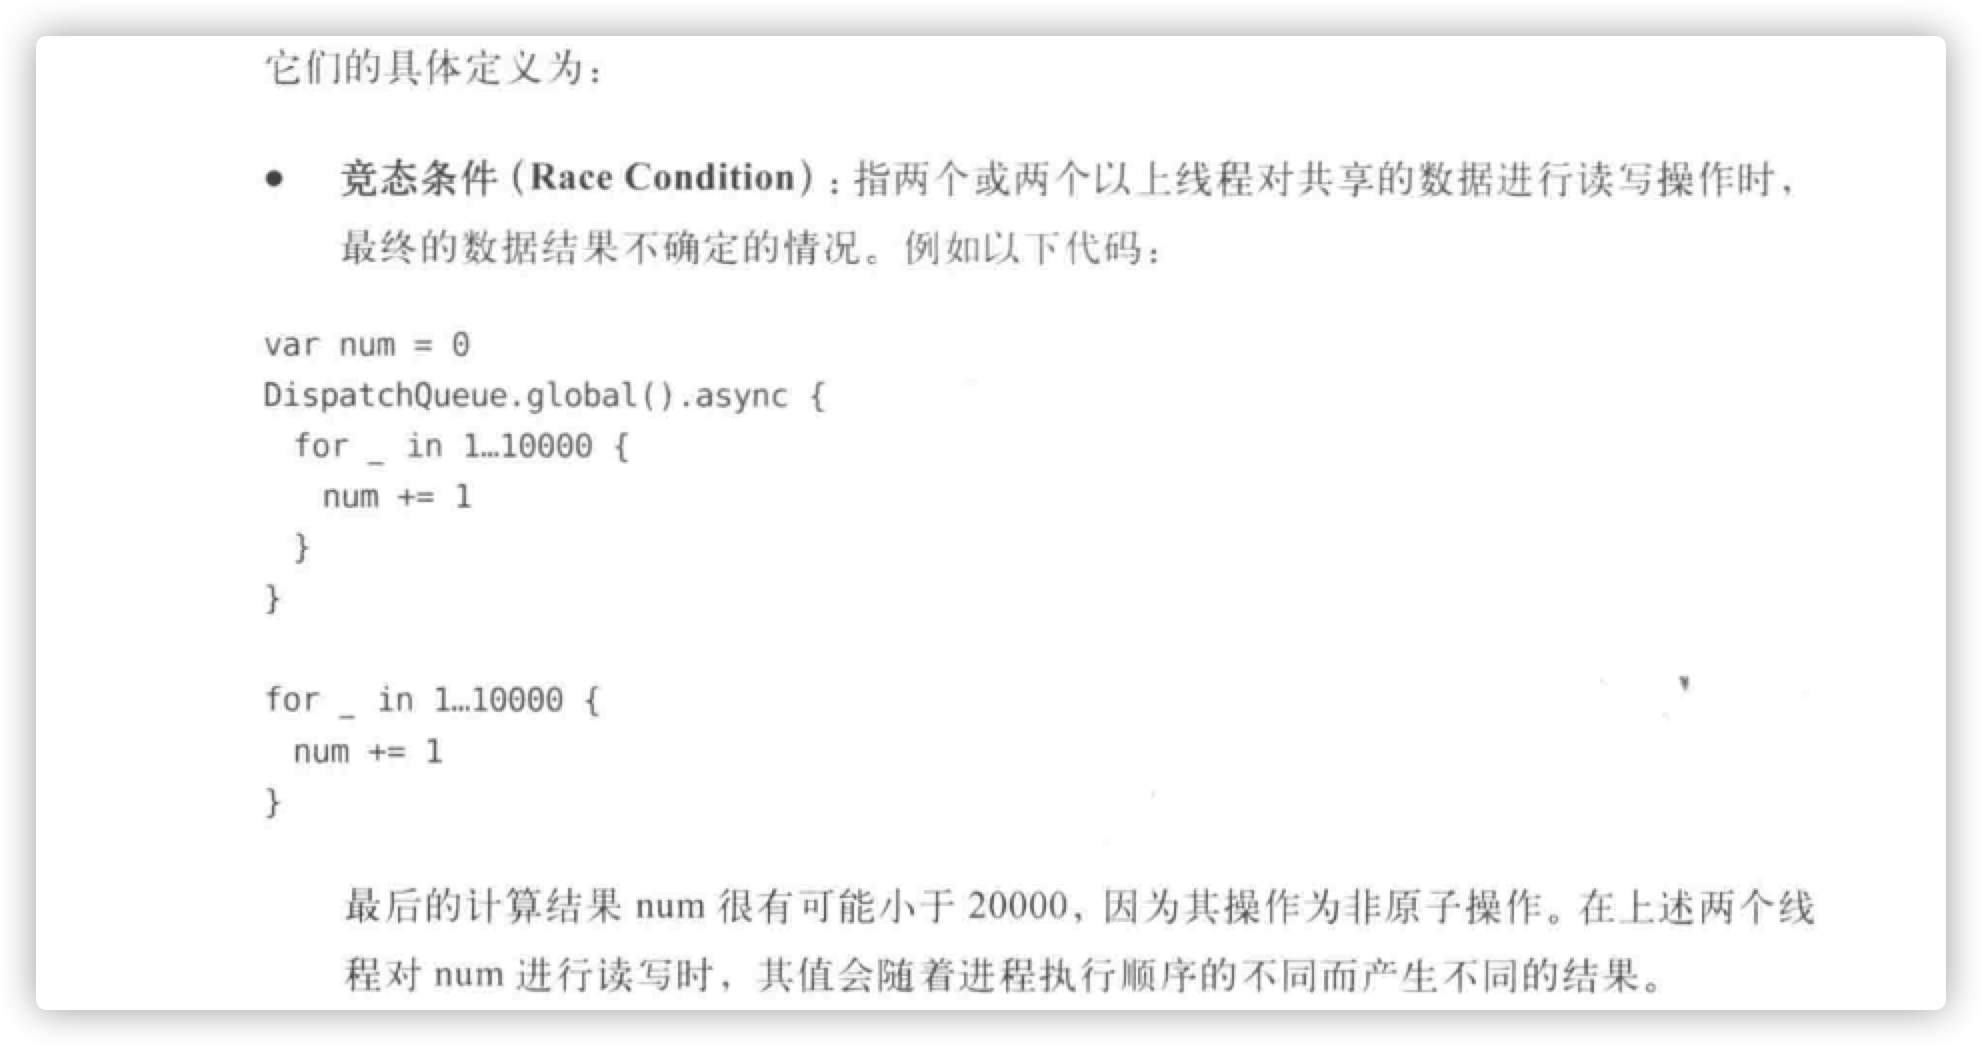 它们的具体定义为：
● 竞态条件（Race Condition）：指两个或两个以上线程对共享的数据进行读写操作时，
最终的数据结果不确定的情况。例如以下代码：
var num = 0
DispatchQueue.global().async {
for _ in 1…10000 {
num += 1
}
}
for _ in 1…10000 {
num += 1
}
最后的计算结果 num 很有可能小于 20000，因为其操作为非原子操作。在上述两个线
程对 num 进行读写时，其值会随着进程执行顺序的不同而产生不同的结果。